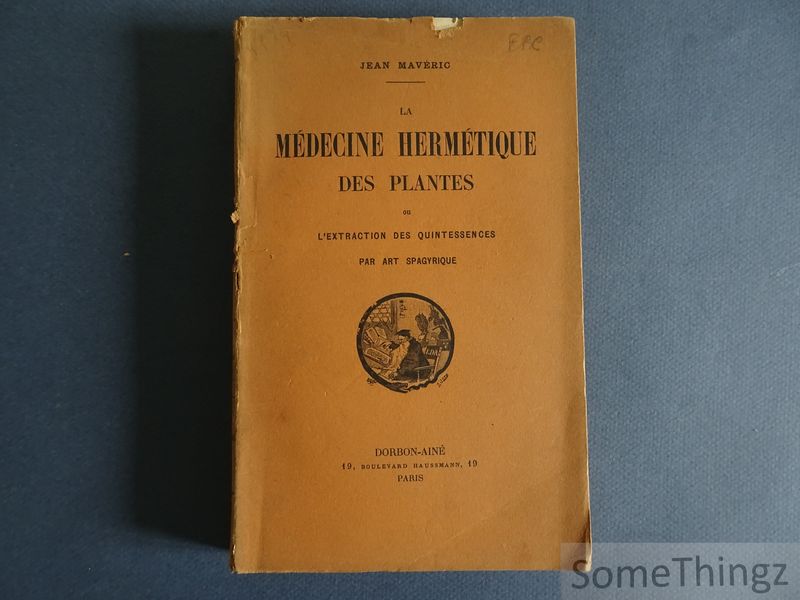 JEAN MAVÉRIC
LA
MÉDECINE HERMÉTIQUE
DES PLANTES
OU
L'EXTRACTION DES QUINTESSENCES
PAR ART SPAGYRIQUE
DORBON-AINÉ
19, BOULEVARD HAUSSMANN, 19
PARIS
SomeThingz